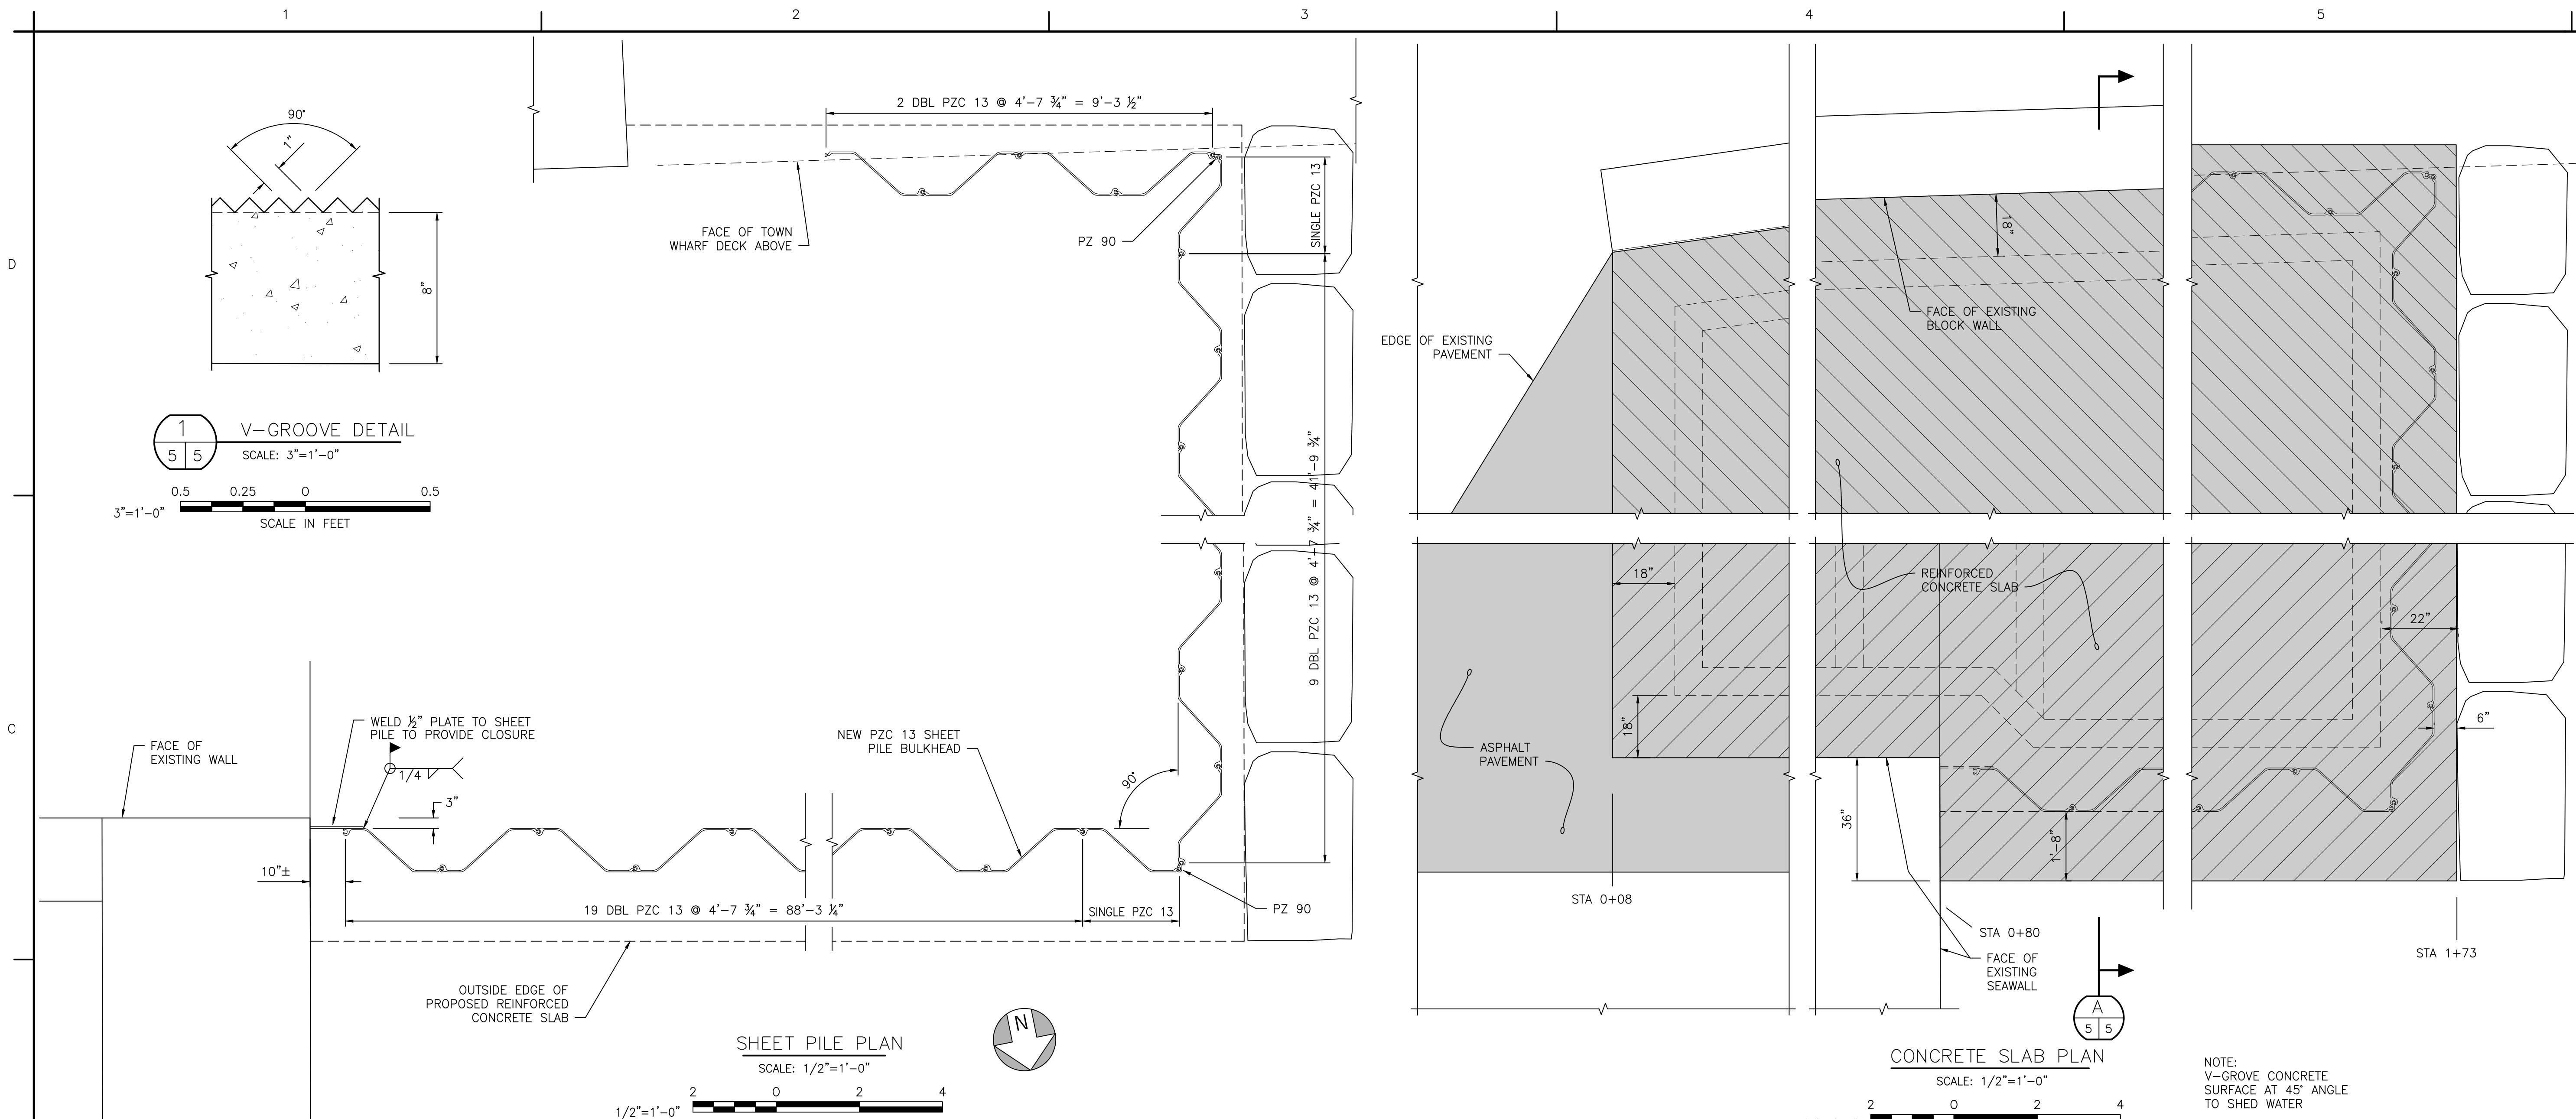 1
2
3
4
5
D
C
90°
1"
8"
1
5 5
V-GROOVE DETAIL
SCALE: 3"=1'-0"
0.5 0.25 0 0.5
3"=1'-0"
SCALE IN FEET
2 DBL PZC 13 @ 4'-7 ¾" = 9'-3 ½"
FACE OF TOWN
WHARF DECK ABOVE
PZ 90
SINGLE PZC 13
9 DBL PZC 13 @ 4'-7 ¾" = 41'-9 ¾"
FACE OF
EXISTING WALL
WELD ½" PLATE TO SHEET
PILE TO PROVIDE CLOSURE
1/4
3"
NEW PZC 13 SHEET
PILE BULKHEAD
90°
10"±
19 DBL PZC 13 @ 4'-7 ¾" = 88'-3 ¼"
SINGLE PZC 13
PZ 90
OUTSIDE EDGE OF
PROPOSED REINFORCED
CONCRETE SLAB
SHEET PILE PLAN
SCALE: 1/2"=1'-0"
N
2 0 2 4
1/2"=1'-0"
EDGE OF EXISTING
PAVEMENT
18"
FACE OF EXISTING
BLOCK WALL
18"
REINFORCED
CONCRETE SLAB
22"
18"
6"
ASPHALT
PAVEMENT
36"
1'-8"
STA 0+08
STA 0+80
FACE OF
EXISTING
SEAWALL
STA 1+73
A
5 5
CONCRETE SLAB PLAN
SCALE: 1/2"=1'-0"
2 0 2 4
NOTE:
V-GROVE CONCRETE
SURFACE AT 45° ANGLE
TO SHED WATER